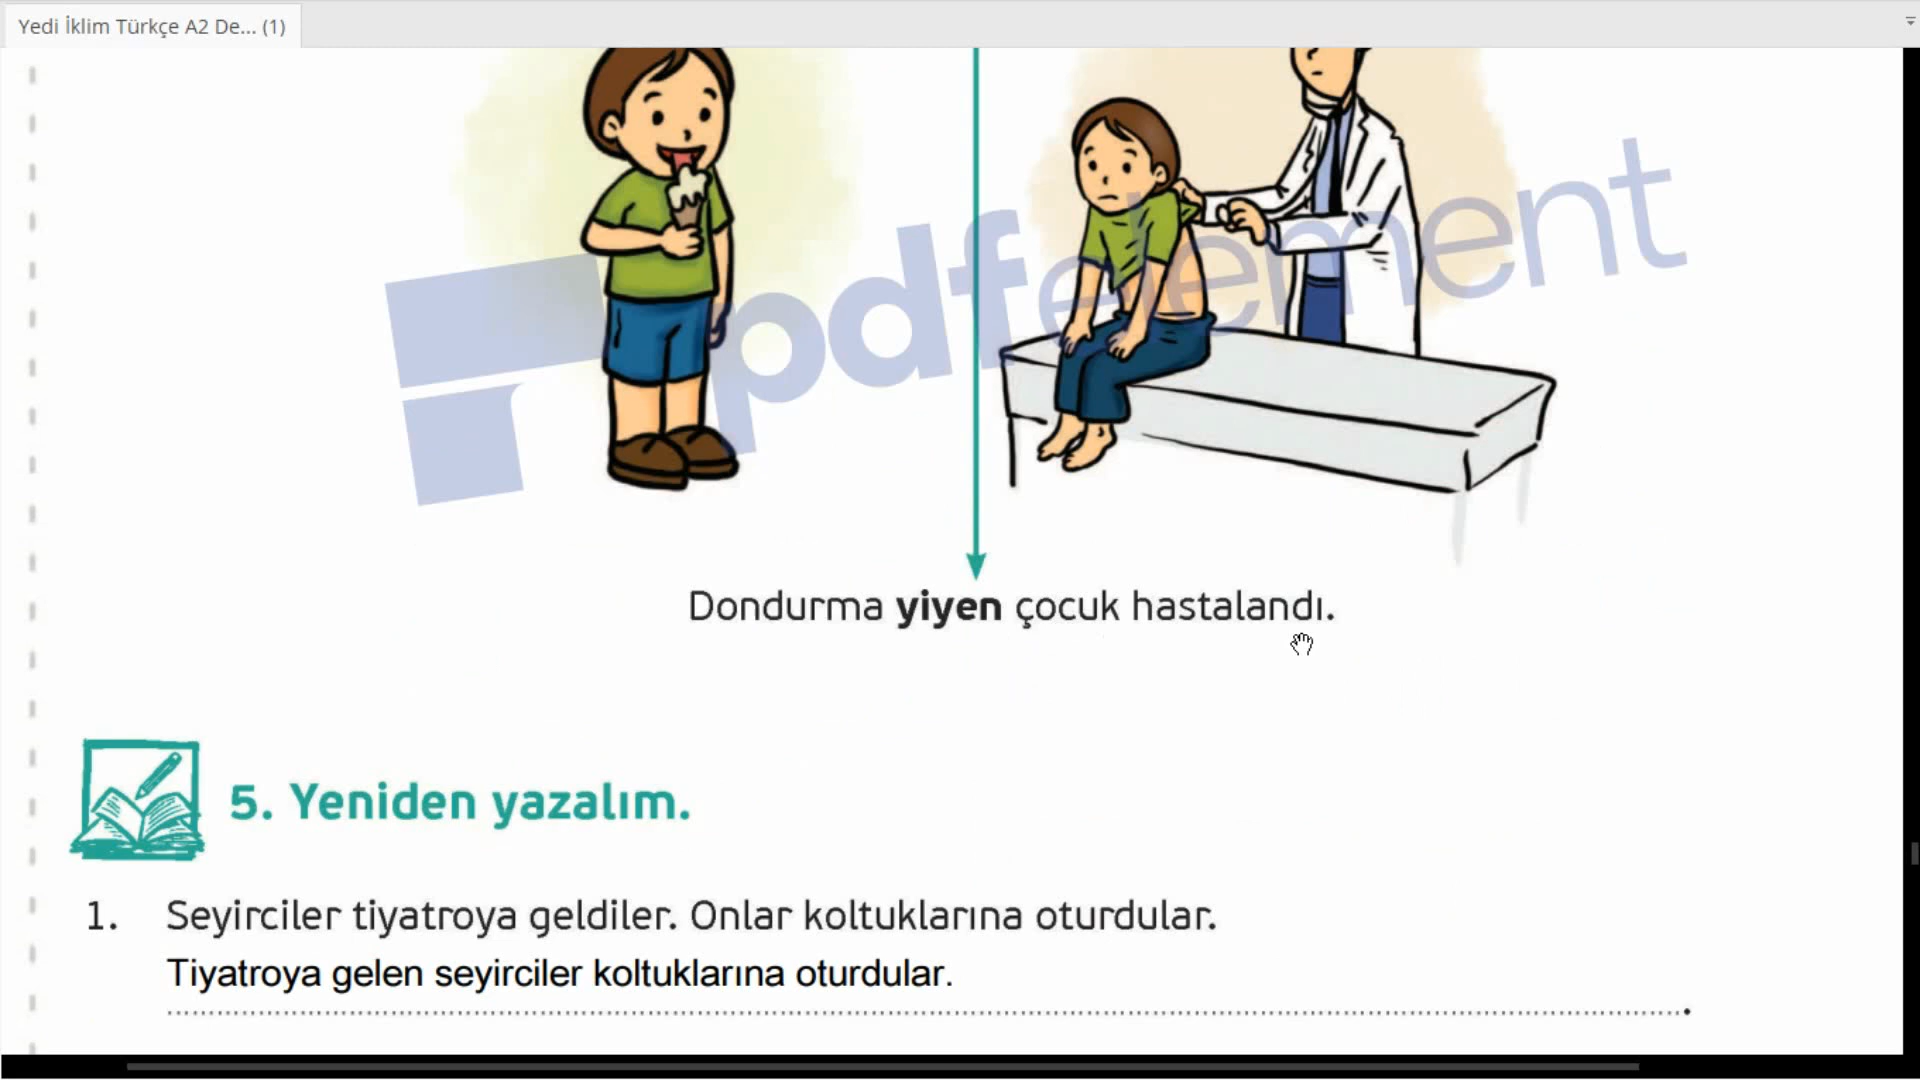 Yedi İklim Türkçe A2 De... (1)
pdfelement
Dondurma yiyen çocuk hastalandı.
5. Yeniden yazalım.
1. Seyirciler tiyatroya geldiler. Onlar koltuklarına oturdular.
Tiyatroya gelen seyirciler koltuklarına oturdular.